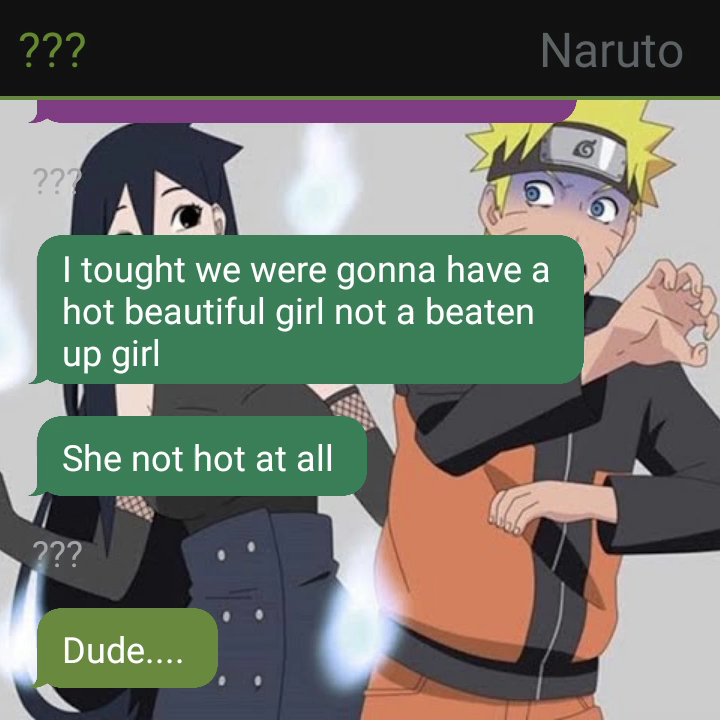 ??? Naruto
???
I tought we were gonna have a
hot beautiful girl not a beaten
up girl
She not hot at all
???
Dude....